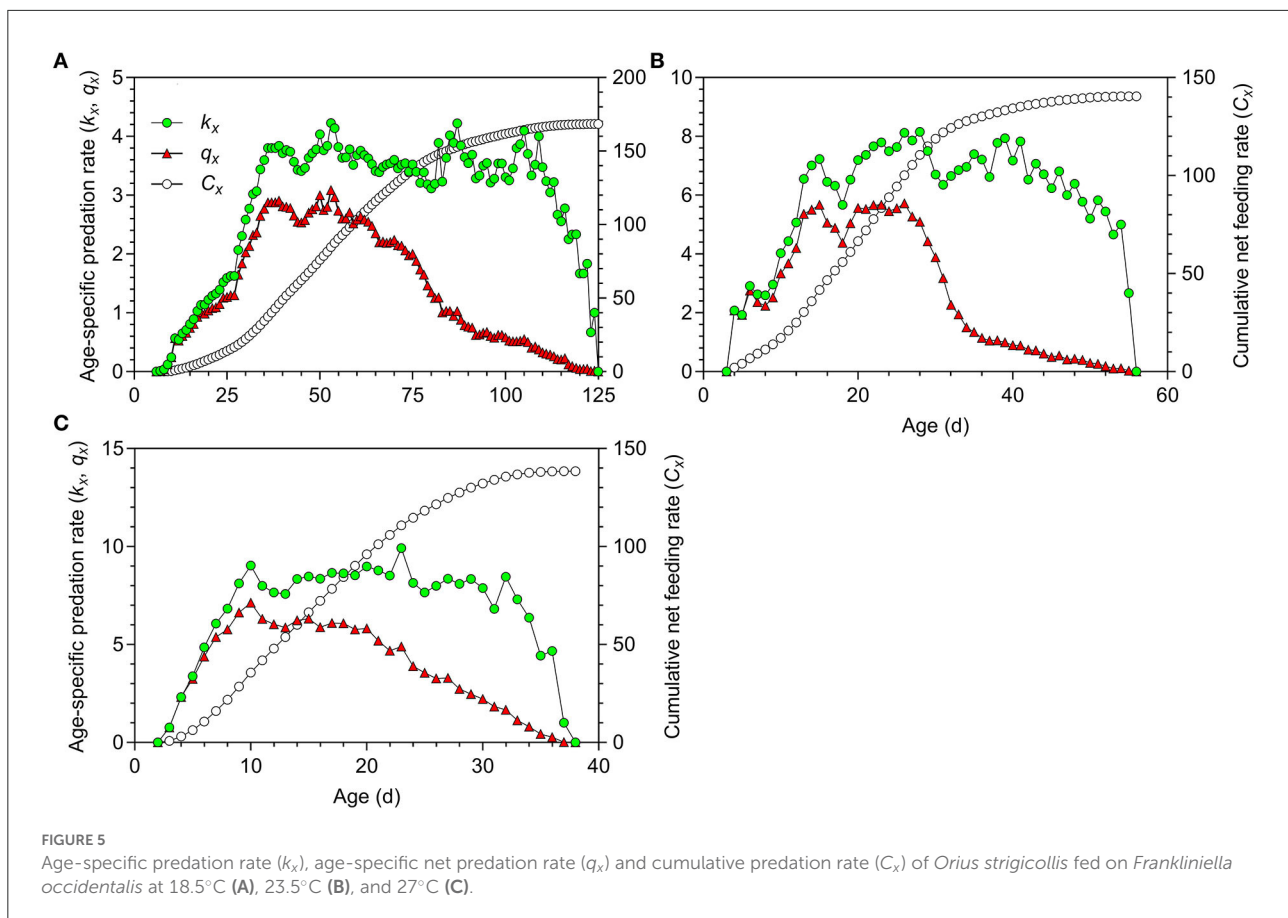 A
B
Age-specific predation rate (kx, qx)
5
4
3
2
1
0
kx
qx
Cx
200
150
100
50
0
0
25
50
75
100
125
10
8
6
4
2
0
150
100
50
0
Cumulative net feeding rate (Cx)
0
20
40
60
Age (d)
C
Age-specific predation rate (kx, qx)
15
10
5
0
150
100
50
0
Cumulative net feeding rate (Cx)
0
10
20
30
40
Age (d)
FIGURE 5
Age-specific predation rate (kx), age-specific net predation rate (qx) and cumulative predation rate (Cx) of Orius strigicollis fed on Frankliniella
occidentalis at 18.5°C (A), 23.5°C (B), and 27°C (C).